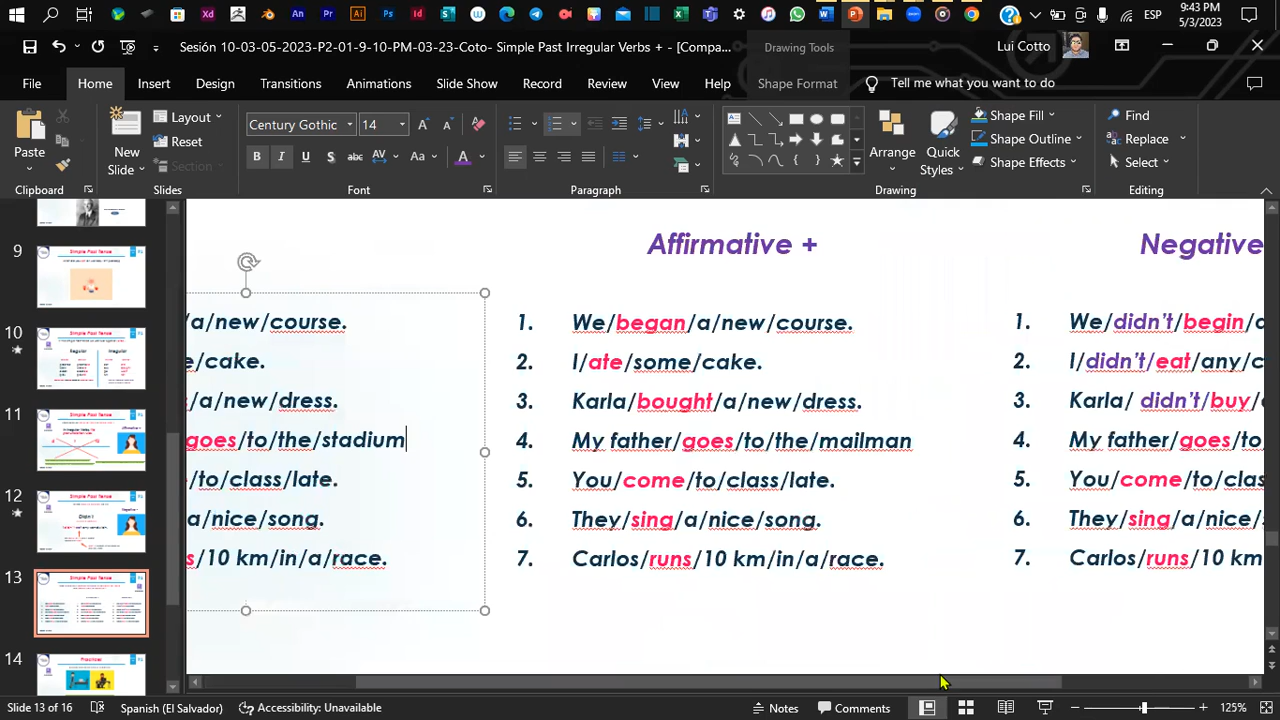 ESP
9:43 PM
5/3/2023
Sesión 10-03-05-2023-P2-01-9-10-PM-03-23-Coto- Simple Past Irregular Verbs + - [Compa...
Drawing Tools
Lui Cotto
File
Home
Insert
Design
Transitions
Animations
Slide Show
Record
Review
View
Help
Shape Format
Tell me what you want to do
Paste
New
Slide
Layout
Reset
Century Gothic
14
Arrange
Quick
Styles
Shape Fill
Shape Outline
Shape Effects
Find
Replace
Select
Clipboard
Slides
Font
Paragraph
Drawing
Editing
9
10
11
12
14
Affirmative +
Negative
/a/new/course.
e/cake.
/a/new/dress.
goes/to/the/stadium
/to/class/late.
a/nice/song.
s/10 km/in/a/race.
1. We/began/a/new/course.
2. I/ate/some/cake.
3. Karla/bought/a/new/dress.
4. My father/goes/to/the/mailman
5. You/come/to/class/late.
6. They/sing/a/nice/song.
7. Carlos/runs/10 km/in/a/race.
1. We/didn't/begin/
2. I/didn't/eat/any/c
3. Karla/ didn't/buy/
4. My father/goes/to
5. You/come/to/clas
6. They/sing/a/nice/
7. Carlos/runs/10 km
Slide 13 of 16
Spanish (El Salvador)
Accessibility: Unavailable
Notes
Comments
125%